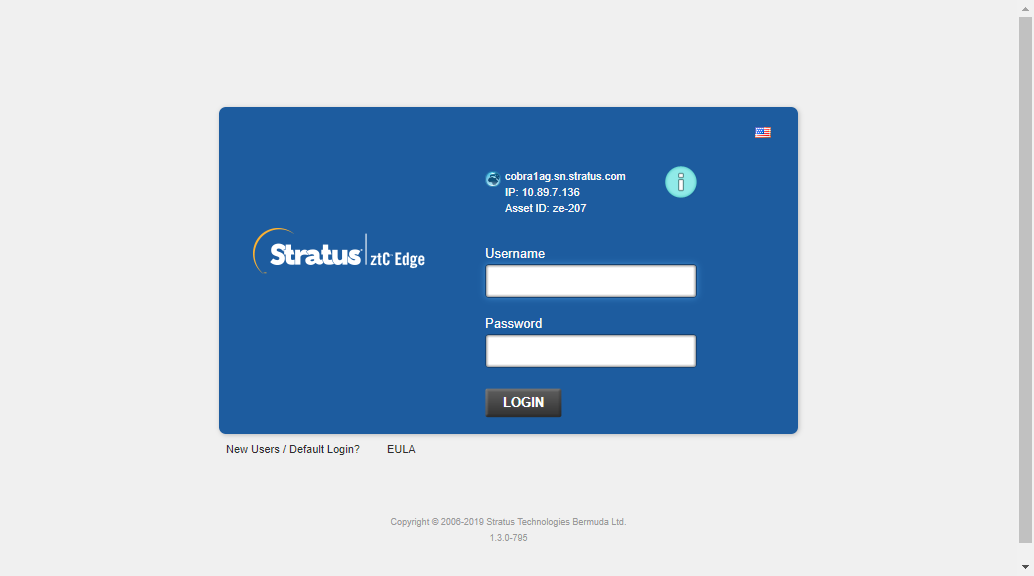 cobra1ag.sn.stratus.com
IP: 10.89.7.136
Asset ID: ze-207
Stratus | ztC Edge
Username
Password
LOGIN
New Users / Default Login? EULA
Copyright © 2006-2019 Stratus Technologies Bermuda Ltd.
1.3.0-795